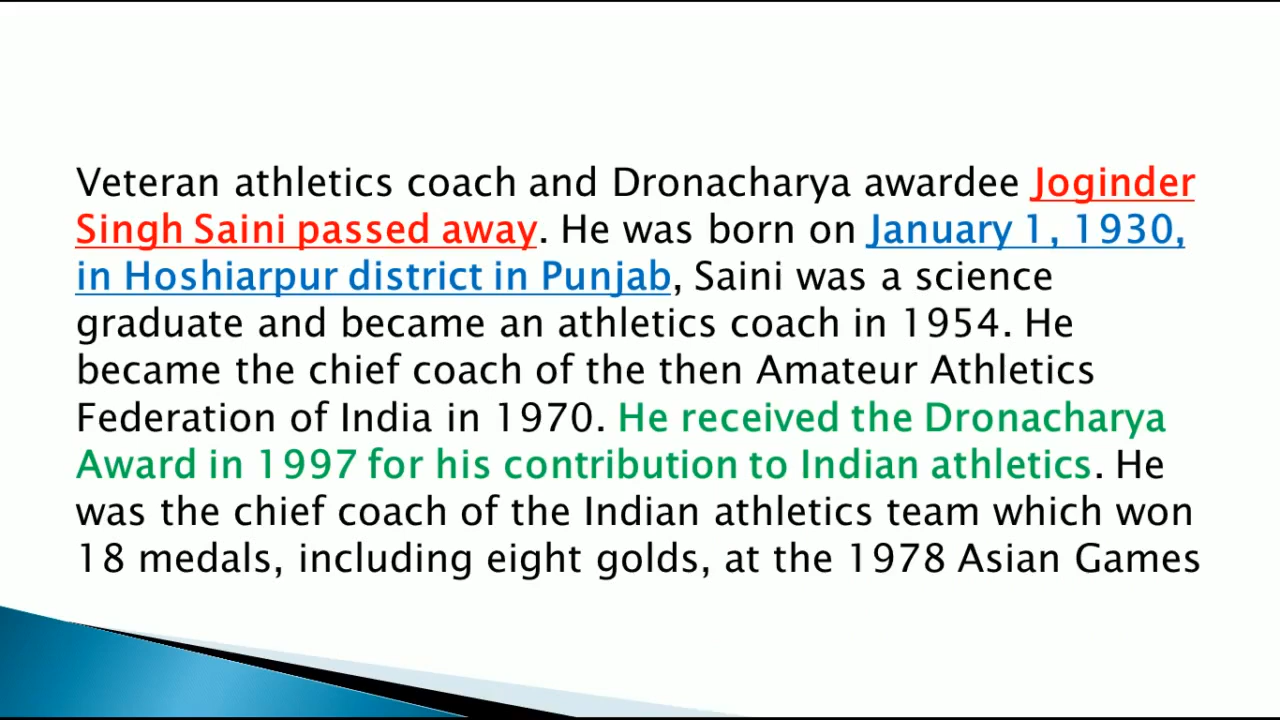 Veteran athletics coach and Dronacharya awardee Joginder
Singh Saini passed away. He was born on January 1, 1930,
in Hoshiarpur district in Punjab, Saini was a science
graduate and became an athletics coach in 1954. He
became the chief coach of the then Amateur Athletics
Federation of India in 1970. He received the Dronacharya
Award in 1997 for his contribution to Indian athletics. He
was the chief coach of the Indian athletics team which won
18 medals, including eight golds, at the 1978 Asian Games